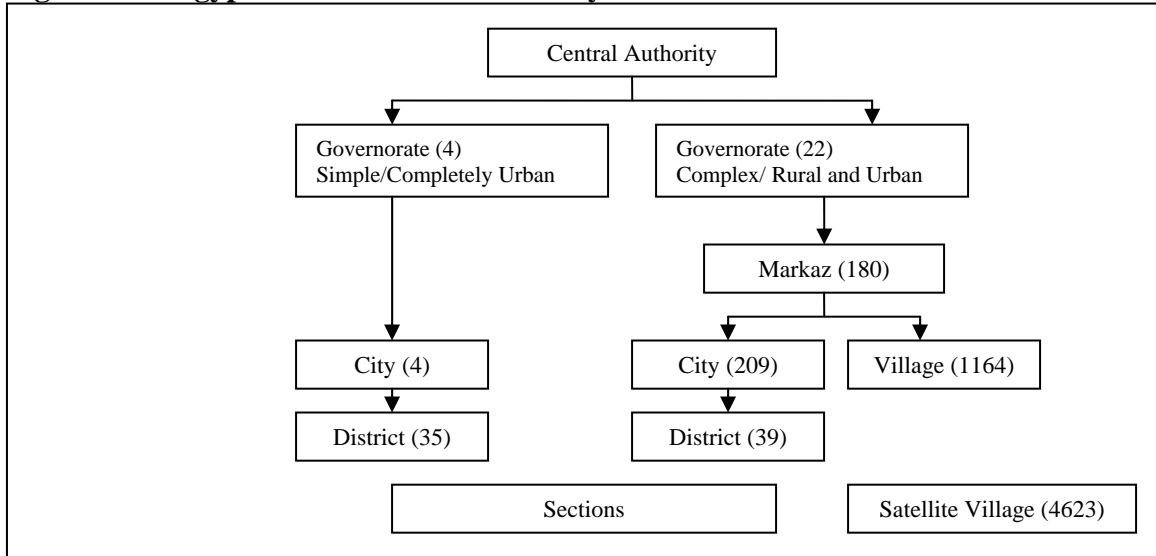 Central Authority
Governorate (4)
Simple/Completely Urban
Governorate (22)
Complex/ Rural and Urban
Markaz (180)
City (4)
City (209)
Village (1164)
District (35)
District (39)
Sections
Satellite Village (4623)